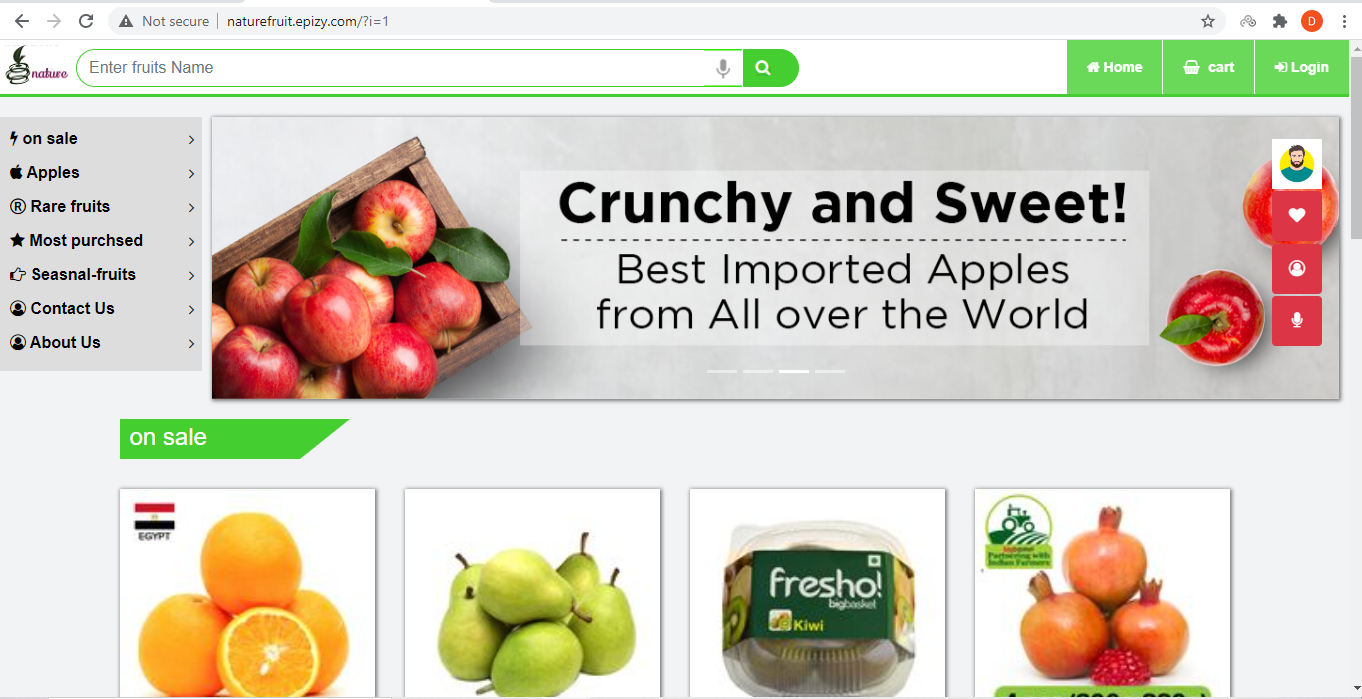 Not secure
naturefruit.epizy.com/?i=1
D
nature
Enter fruits Name
Home
cart
Login
on sale
Apples
® Rare fruits
Most purchsed
Seasnal-fruits
Contact Us
About Us
Crunchy and Sweet!
Best Imported Apples
from All over the World
on sale
EGYPT
fresho!
bigbasket
Kiwi
Partnering with
Indian Farmers